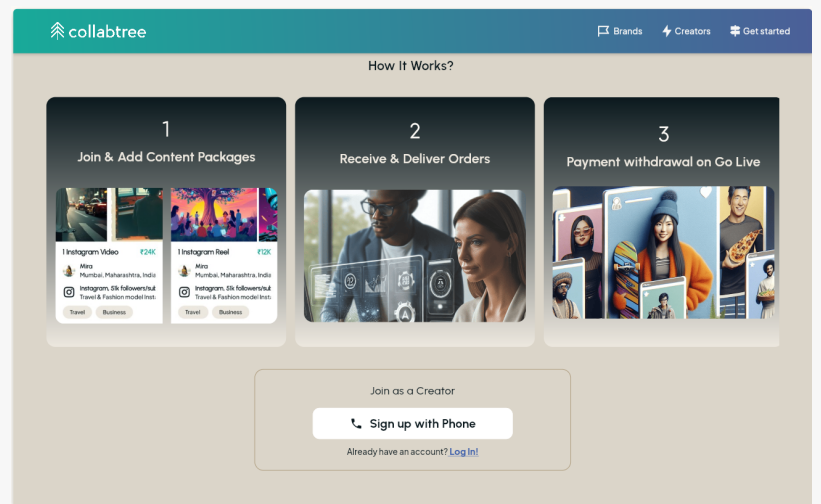 collabtree
Brands
Creators
Get started
How It Works?
1
Join & Add Content Packages
1 Instagram Video ₹24K
Mira
Mumbai, Maharashtra, India
Instagram, 51k followers/sub
Travel & Fashion model Insta
Travel Business
1 Instagram Reel ₹12K
Mira
Mumbai, Maharashtra, India
Instagram, 51k followers/sub
Travel & Fashion model Insta
Travel Business
2
Receive & Deliver Orders
3
Payment withdrawal on Go Live
Join as a Creator
Sign up with Phone
Already have an account? Log In!